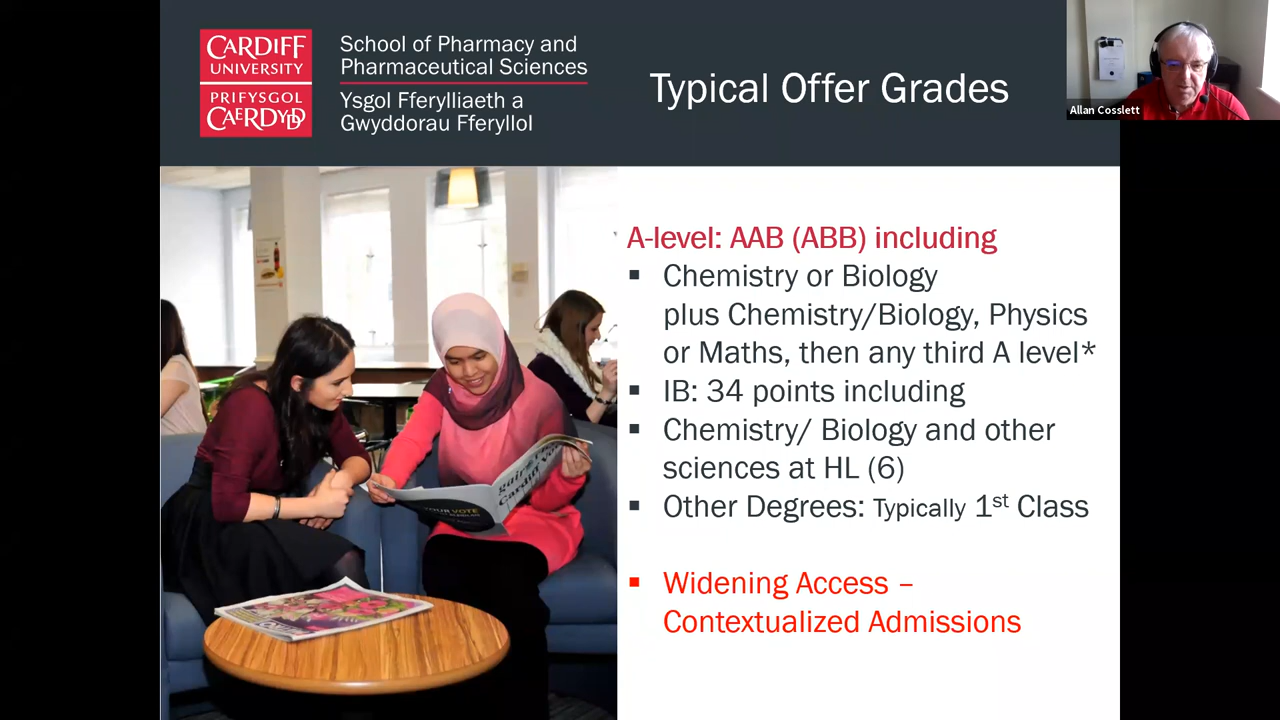 CARDIFF
UNIVERSITY
PRIFYSGOL
CAERDYDD
School of Pharmacy and
Pharmaceutical Sciences
Ysgol Fferylliaeth a
Gwyddorau Fferyllol
Typical Offer Grades
Allan Cosslett
A-level: AAB (ABB) including
▪ Chemistry or Biology
plus Chemistry/Biology, Physics
or Maths, then any third A level*
▪ IB: 34 points including
▪ Chemistry/ Biology and other
sciences at HL (6)
▪ Other Degrees: Typically 1st Class
▪ Widening Access –
Contextualized Admissions
YOUR VOTE